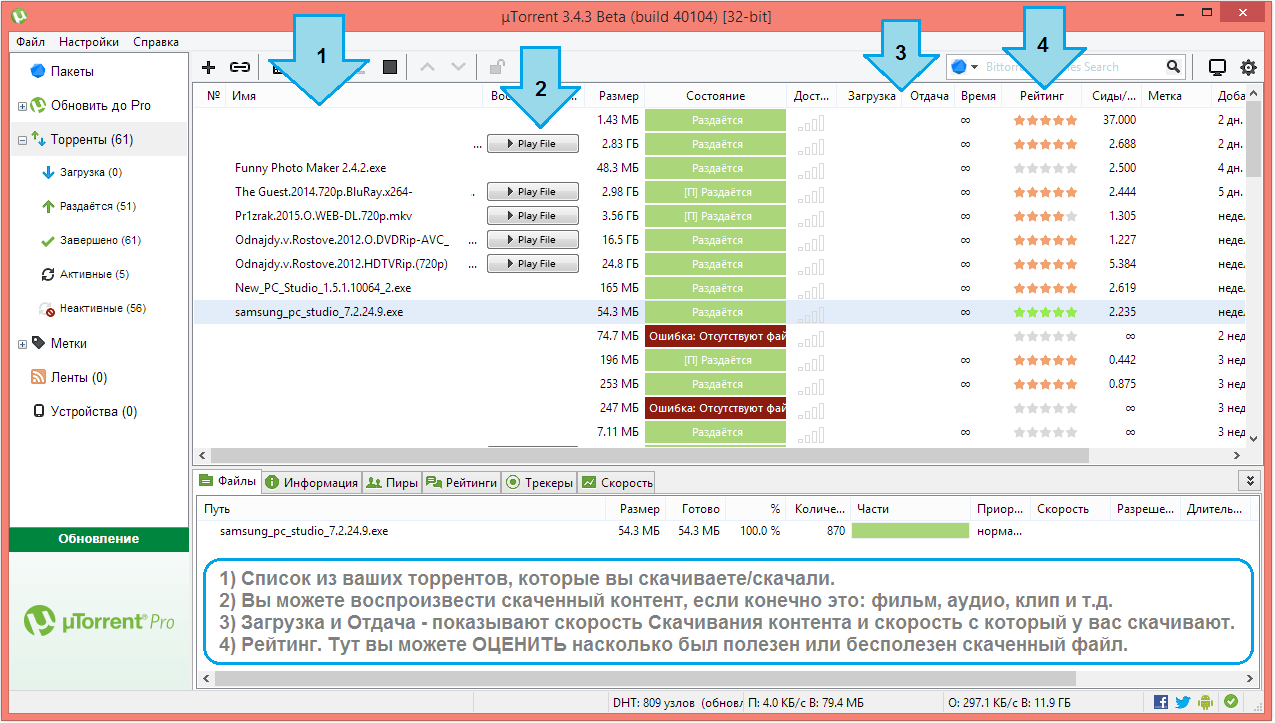 µTorrent 3.4.3 Beta (build 40104) [32-bit]
Файл Настройки Справка
1
2
3
4
Пакеты
Обновить до Pro
Торренты (61)
Загрузка (0)
Раздаётся (51)
Завершено (61)
Активные (5)
Неактивные (56)
Метки
Ленты (0)
Устройства (0)
Обновление
µTorrent® Pro
Search
№ Имя Размер Состояние Дост... Загрузка Отдача Время Рейтинг Сиды/... Метка Доба
1.43 МБ Раздаётся ∞ 37.000 2 дн.
... Play File 2.83 ГБ Раздаётся ∞ 2.688 2 дн.
Funny Photo Maker 2.4.2.exe 48.3 МБ Раздаётся ∞ 2.500 4 дн.
The Guest.2014.720p.BluRay.x264- . Play File 2.98 ГБ [П] Раздаётся ∞ 2.444 5 дн.
Pr1zrak.2015.O.WEB-DL.720p.mkv Play File 3.56 ГБ [П] Раздаётся ∞ 1.305 неде.
Odnajdy.v.Rostove.2012.O.DVDRip-AVC_ ... Play File 16.5 ГБ Раздаётся ∞ 1.227 неде.
Odnajdy.v.Rostove.2012.HDTVRip.(720p) ... Play File 24.8 ГБ Раздаётся ∞ 5.384 неде.
New_PC_Studio_1.5.1.10064_2.exe 165 МБ Раздаётся ∞ 2.619 неде.
samsung_pc_studio_7.2.24.9.exe 54.3 МБ Раздаётся ∞ 2.235 неде.
74.7 МБ Ошибка: Отсутствуют фай ∞ 2 нед
196 МБ [П] Раздаётся ∞ 0.442 3 нед
253 МБ Раздаётся ∞ 0.875 3 нед
247 МБ Ошибка: Отсутствуют фай ∞ 3 нед
7.11 МБ Раздаётся ∞ ∞ 3 нед
Файлы Информация Пиры Рейтинги Трекеры Скорость
Путь Размер Готово % Количе... Части Приор... Скорость Разреше... Длитель...
samsung_pc_studio_7.2.24.9.exe 54.3 МБ 54.3 МБ 100.0 % 870 норма...
1) Список из ваших торрентов, которые вы скачиваете/скачали.
2) Вы можете воспроизвести скаченный контент, если конечно это: фильм, аудио, клип и т.д.
3) Загрузка и Отдача - показывают скорость Скачивания контента и скорость с который у вас скачивают.
4) Рейтинг. Тут вы можете ОЦЕНИТЬ насколько был полезен или бесполезен скаченный файл.
DHT: 809 узлов (обновл П: 4.0 КБ/с В: 79.4 МБ О: 297.1 КБ/с В: 11.9 ГБ